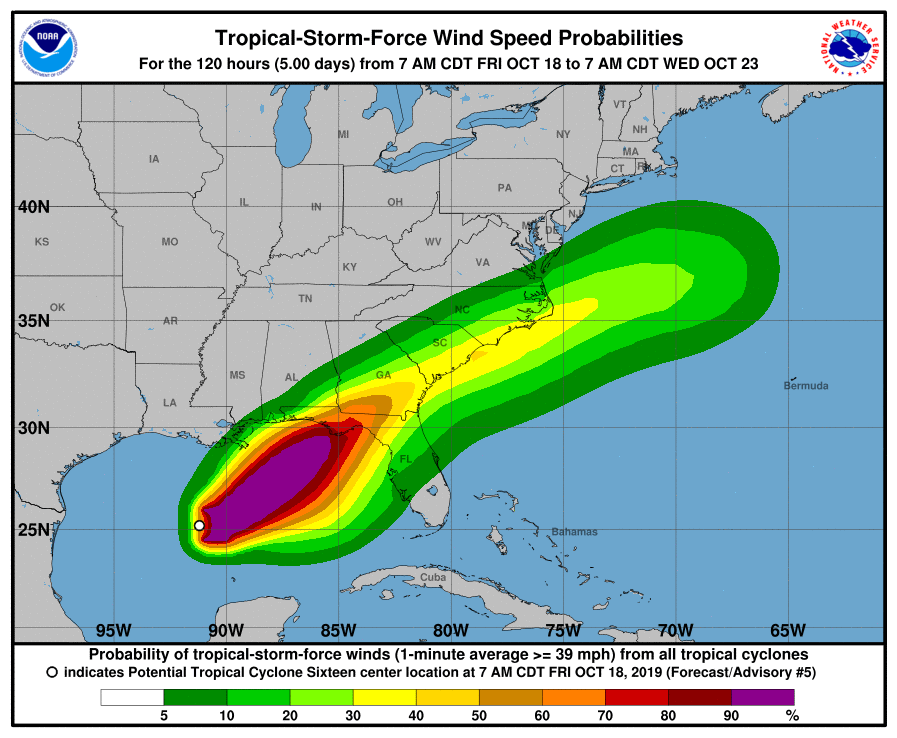 Tropical-Storm-Force Wind Speed Probabilities
For the 120 hours (5.00 days) from 7 AM CDT FRI OCT 18 to 7 AM CDT WED OCT 23
NOAA
NATIONAL WEATHER SERVICE
VT
NH
MI
NY
MA
IA
CT
PA
IL
IN
OH
40N
NJ
DE
KS
MO
WV
VA
KY
TN
OK
NC
AR
35N
SC
MS
AL
GA
LA
Bermuda
30N
FL
25N
Bahamas
Cuba
95W 90W 85W 80W 75W 70W 65W
Probability of tropical-storm-force winds (1-minute average >= 39 mph) from all tropical cyclones
indicates Potential Tropical Cyclone Sixteen center location at 7 AM CDT FRI OCT 18, 2019 (Forecast/Advisory #5)
5 10 20 30 40 50 60 70 80 90 %